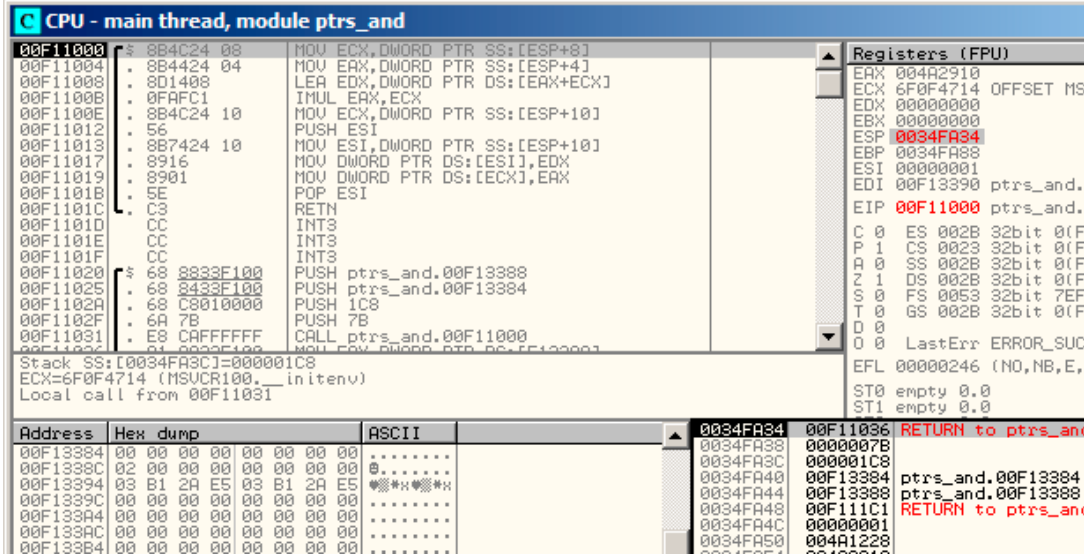 CPU - main thread, module ptrs_and
00F11000 $ 8B4C24 08 MOV ECX,DWORD PTR SS:[ESP+8]
00F11004 . 8B4424 04 MOV EAX,DWORD PTR SS:[ESP+4]
00F11008 . 8D1408 LEA EDX,DWORD PTR DS:[EAX+ECX]
00F1100B . 0FAFC1 IMUL EAX,ECX
00F1100E . 8B4C24 10 MOV ECX,DWORD PTR SS:[ESP+10]
00F11012 . 56 PUSH ESI
00F11013 . 8B7424 10 MOV ESI,DWORD PTR SS:[ESP+10]
00F11017 . 8916 MOV DWORD PTR DS:[ESI],EDX
00F11019 . 8901 MOV DWORD PTR DS:[ECX],EAX
00F1101B . 5E POP ESI
00F1101C . C3 RETN
00F1101D CC INT3
00F1101E CC INT3
00F1101F CC INT3
00F11020 $ 68 8833F100 PUSH ptrs_and.00F13388
00F11025 . 68 8433F100 PUSH ptrs_and.00F13384
00F1102A . 68 C8010000 PUSH 1C8
00F1102F . 6A 7B PUSH 7B
00F11031 . E8 CAFFFFFF CALL ptrs_and.00F11000
Stack SS:[0034FA3C]=000001C8
ECX=6F0F4714 (MSVCR100.__initenv)
Local call from 00F11031
Registers (FPU)
EAX 004A2910
ECX 6F0F4714 OFFSET MS
EDX 00000000
EBX 00000000
ESP 0034FA34
EBP 0034FA88
ESI 00000001
EDI 00F13390 ptrs_and.
EIP 00F11000 ptrs_and.
C 0 ES 002B 32bit 0(F
P 1 CS 0023 32bit 0(F
A 0 SS 002B 32bit 0(F
Z 1 DS 002B 32bit 0(F
S 0 FS 0053 32bit 7EF
T 0 GS 002B 32bit 0(F
D 0
O 0 LastErr ERROR_SUC
EFL 00000246 (NO,NB,E,
ST0 empty 0.0
ST1 empty 0.0
Address Hex dump ASCII
00F13384 00 00 00 00 00 00 00 00 ........
00F1338C 02 00 00 00 00 00 00 00 ☻.......
00F13394 03 B1 2A E5 03 B1 2A E5 ♥▒*x♥▒*x
00F1339C 00 00 00 00 00 00 00 00 ........
00F133A4 00 00 00 00 00 00 00 00 ........
00F133AC 00 00 00 00 00 00 00 00 ........
00F133B4 00 00 00 00 00 00 00 00 ........
0034FA34 00F11036 RETURN to ptrs_and
0034FA38 0000007B
0034FA3C 000001C8
0034FA40 00F13384 ptrs_and.00F13384
0034FA44 00F13388 ptrs_and.00F13388
0034FA48 00F111C1 RETURN to ptrs_and
0034FA4C 00000001
0034FA50 004A1228